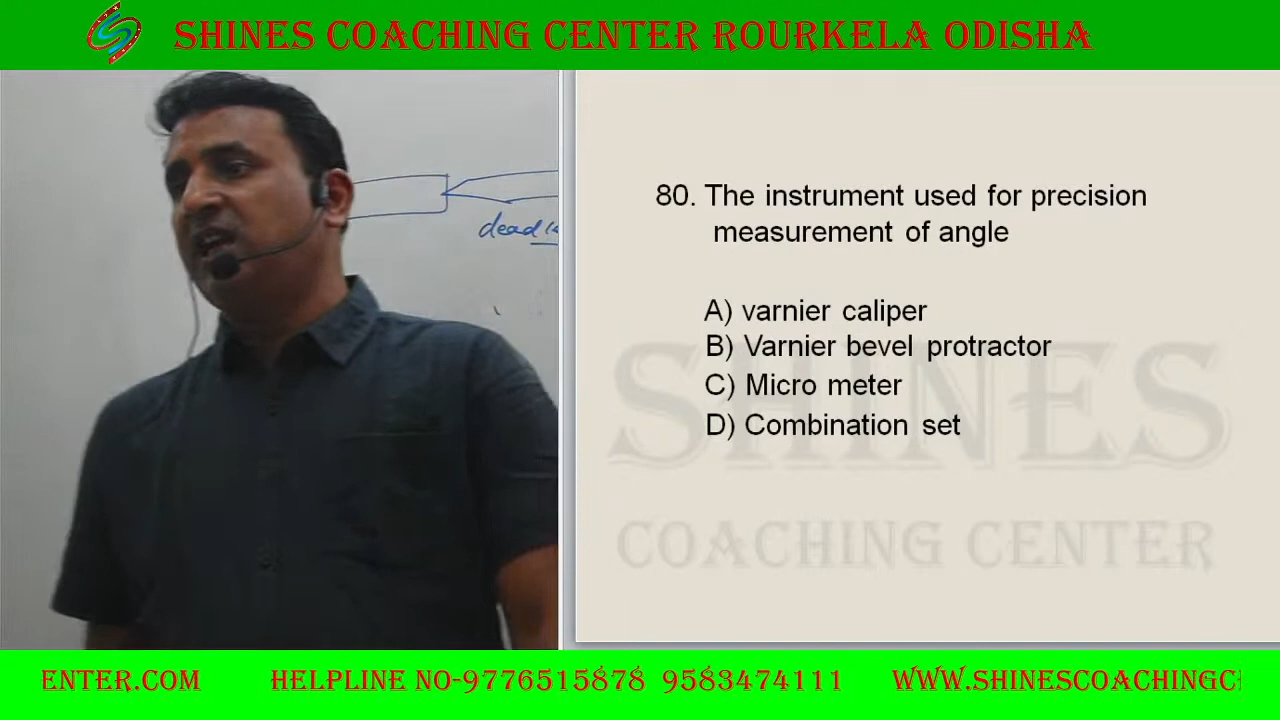 SHINES COACHING CENTER ROURKELA ODISHA
dead
80. The instrument used for precision
measurement of angle
A) varnier caliper
B) Varnier bevel protractor
C) Micro meter
D) Combination set
SHINES
COACHING CENTER
ENTER.COM HELPLINE NO-9776515878 9583474111 WWW.SHINESCOACHINGC